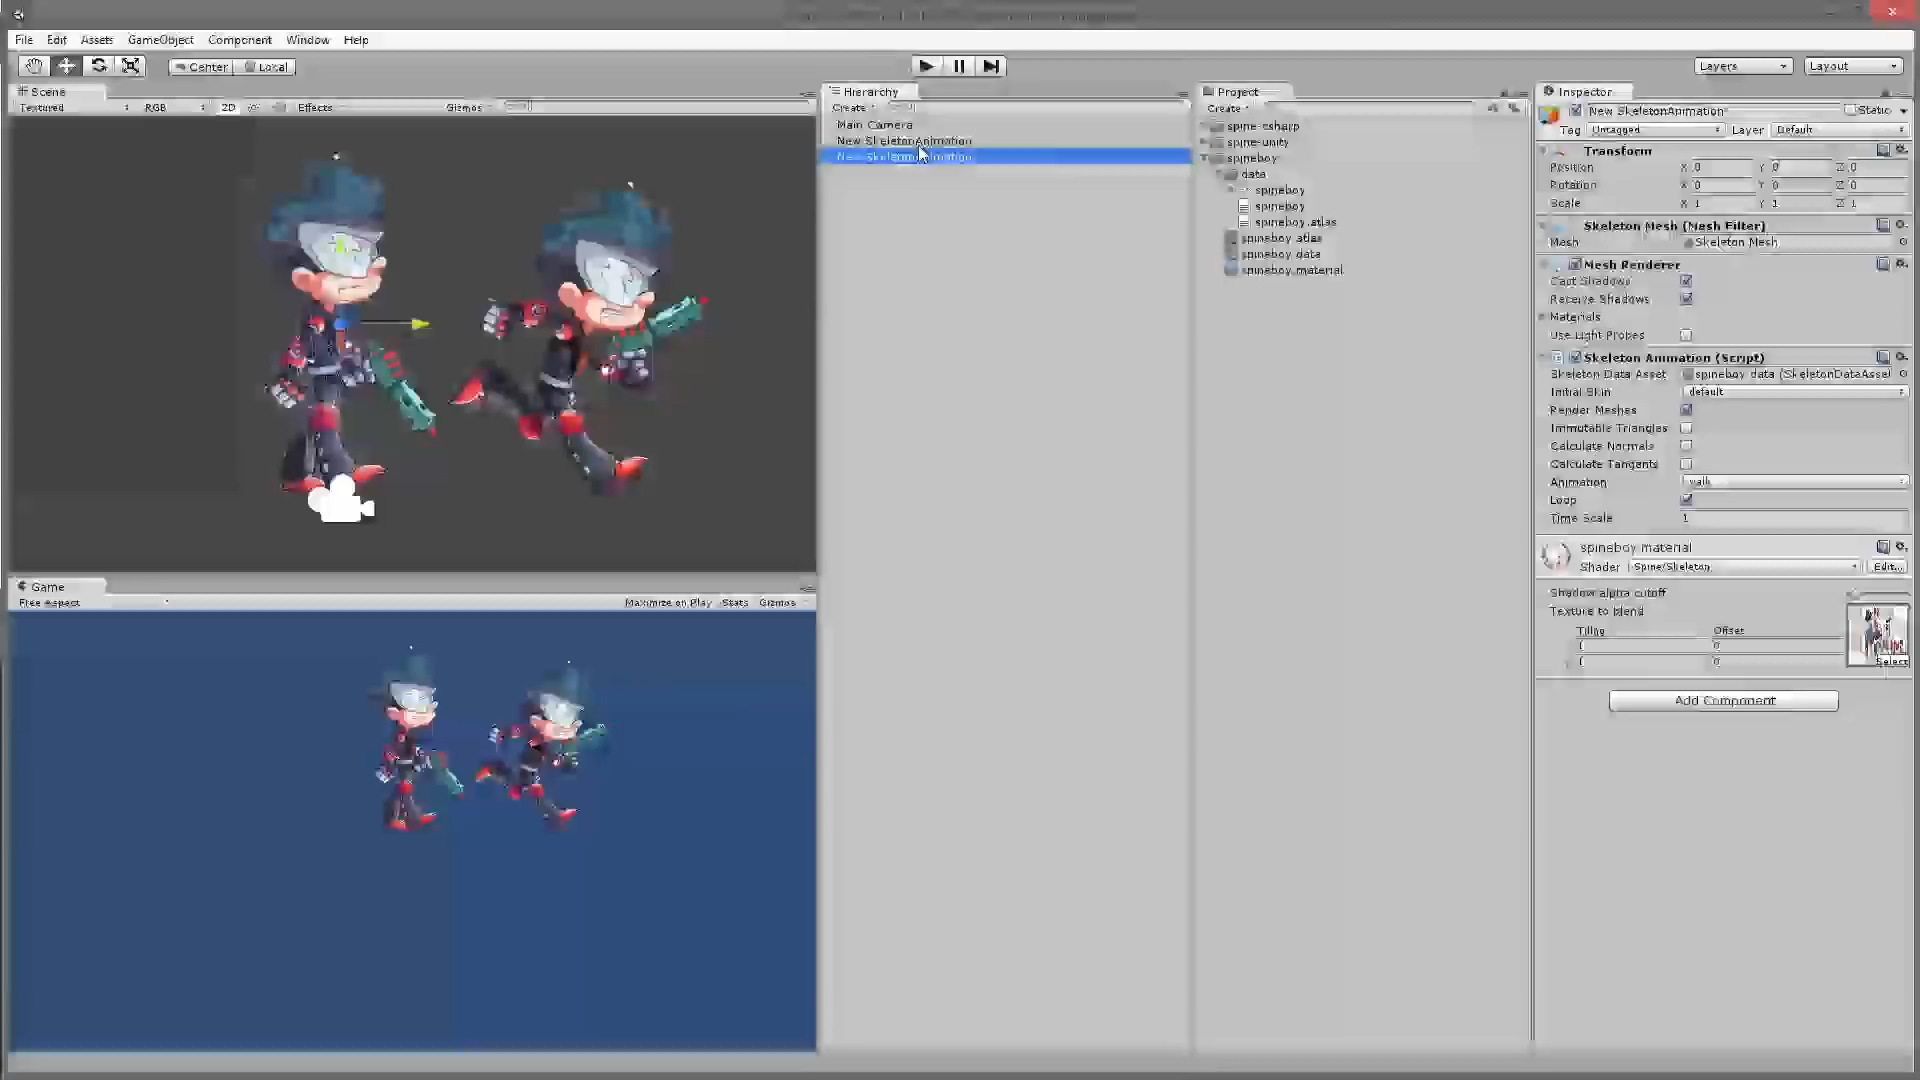 File Edit Assets GameObject Component Window Help
Center Local
Layers Layout
Scene
Textured RGB 2D Effects Gizmos
Hierarchy
Create
Main Camera
New SkeletonAnimation
New SkeletonAnimation
Project
Create
spine-csharp
spine-unity
spineboy
data
spineboy
spineboy
spineboy.atlas
spineboy atlas
spineboy data
spineboy material
Inspector
New SkeletonAnimation Static
Tag Untagged Layer Default
Transform
Position X 0 Y 0 Z 0
Rotation X 0 Y 0 Z 0
Scale X 1 Y 1 Z 1
Skeleton Mesh (Mesh Filter)
Mesh Skeleton Mesh
Mesh Renderer
Cast Shadows
Receive Shadows
Materials
Use Light Probes
Skeleton Animation (Script)
Skeleton Data Asset spineboy data (SkeletonDataAsset
Initial Skin default
Render Meshes
Immutable Triangles
Calculate Normals
Calculate Tangents
Animation walk
Loop
Time Scale 1
spineboy material
Shader Spine/Skeleton Edit...
Shadow alpha cutoff
Texture to blend
Tiling Offset
0
0
Select
Add Component
Game
Free Aspect Maximize on Play Stats Gizmos